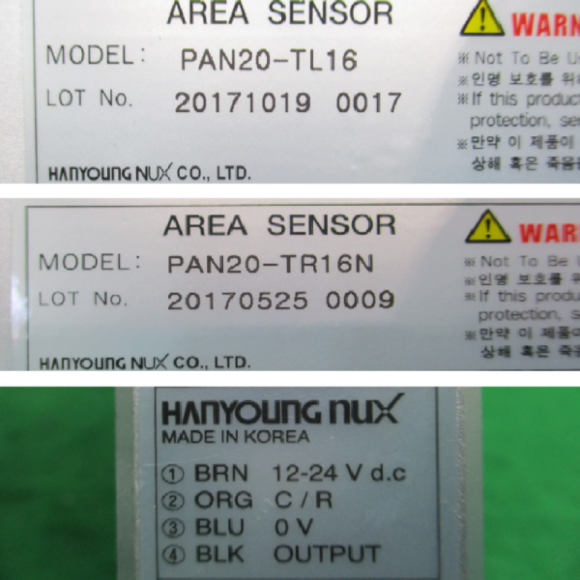 AREA SENSOR
MODEL: PAN20-TL16
LOT No. 20171019 0017
HANYOUNG NUX CO., LTD.
WARN
※ Not To Be Us
※ 인명 보호를 위
※ If this produc
protection, se
※ 만약 이 제품이
상해 혹은 죽음
AREA SENSOR
MODEL: PAN20-TR16N
LOT No. 20170525 0009
HANYOUNG NUX CO., LTD.
WAR
※ Not To Be
※ 인명 보호를 위
※ If this produ
protection, s
※ 만약 이 제품
상해 혹은 죽음
HANYOUNG nux
MADE IN KOREA
① BRN 12-24 V d.c
② ORG C / R
③ BLU 0 V
④ BLK OUTPUT